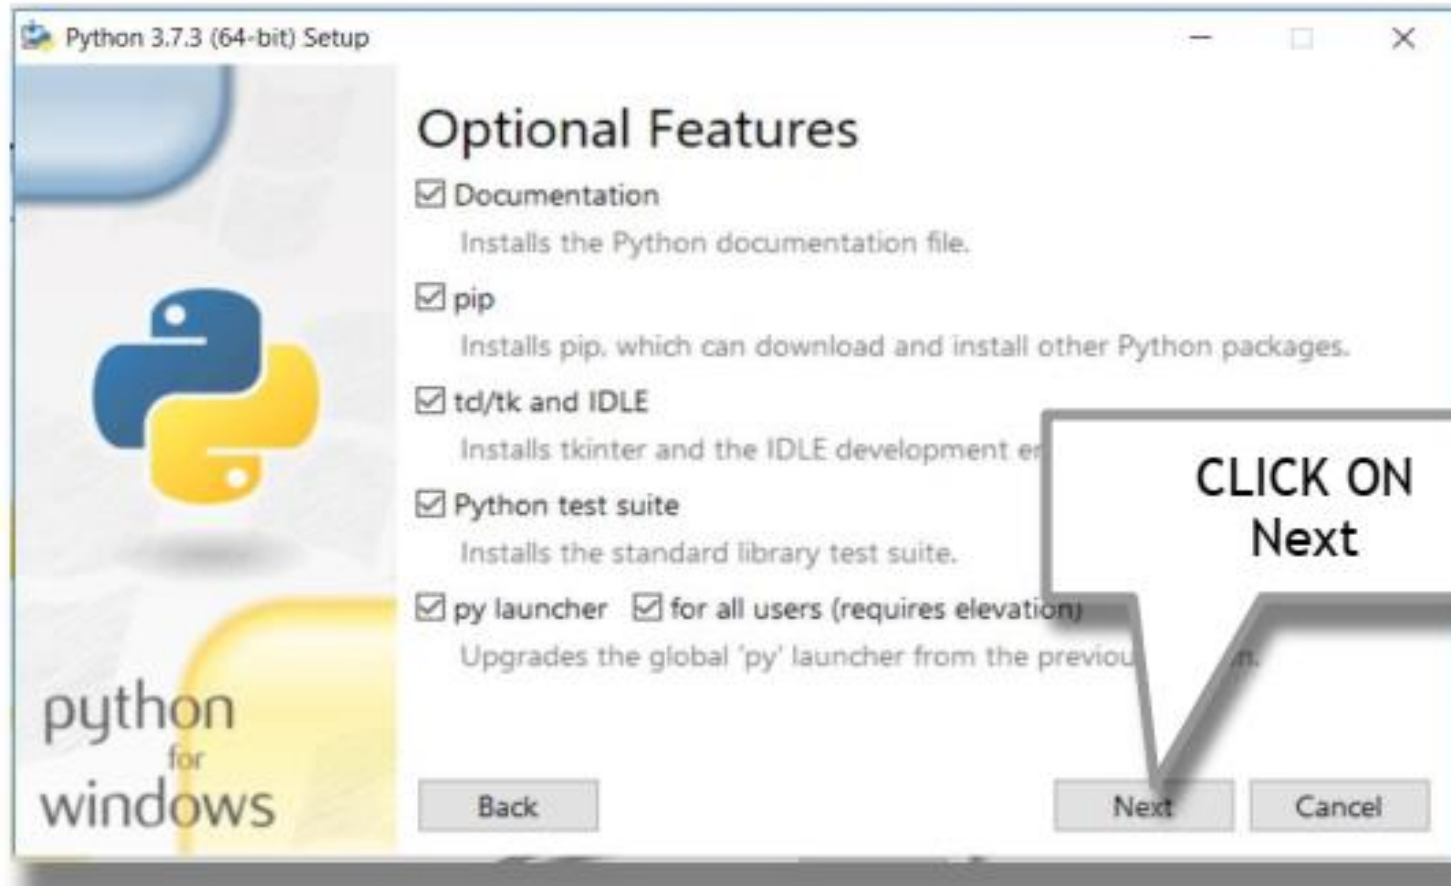 Python 3.7.3 (64-bit) Setup
Optional Features
Documentation
Installs the Python documentation file.
pip
Installs pip, which can download and install other Python packages.
tcl/tk and IDLE
Installs tkinter and the IDLE development
CLICK ON
Next
Python test suite
Installs the standard library test suite.
py launcher for all users (requires elevation)
Upgrades the global 'py' launcher from the
python
for
windows
Back
Next
Cancel